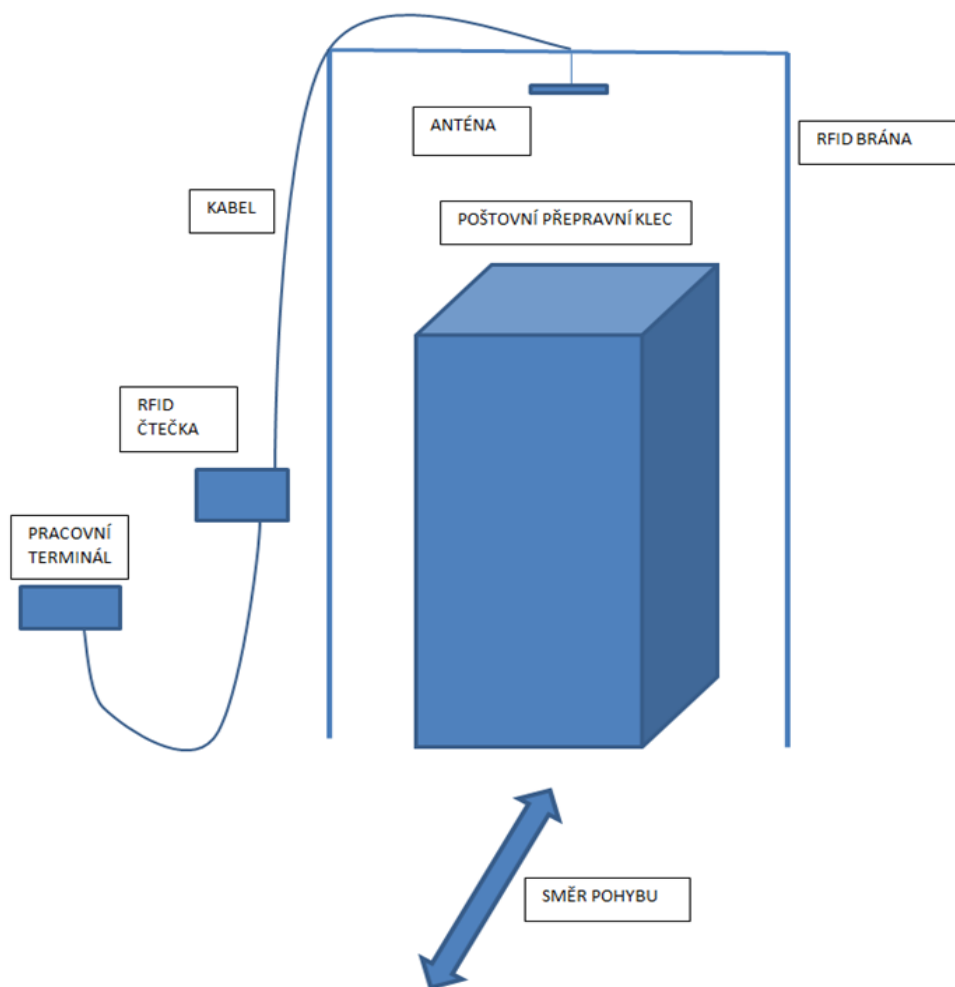 ANTÉNA
RFID BRÁNA
KABEL
POŠTOVNÍ PŘEPRAVNÍ KLEC
RFID
ČTEČKA
PRACOVNÍ
TERMINÁL
SMĚR POHYBU